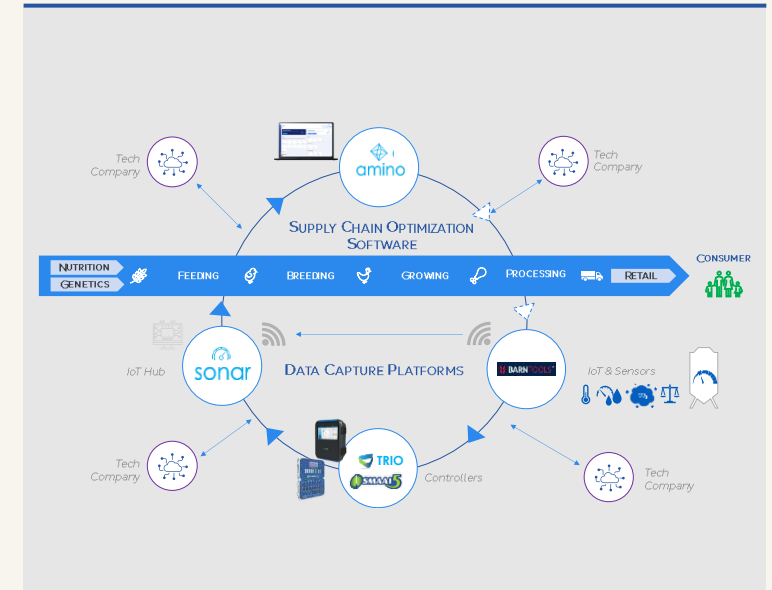 amino
Tech
Company
Tech
Company
SUPPLY CHAIN OPTIMIZATION
SOFTWARE
NUTRITION
GENETICS
FEEDING
BREEDING
GROWING
PROCESSING
RETAIL
CONSUMER
IoT Hub
sonar
DATA CAPTURE PLATFORMS
BARNTOOLS
IoT & Sensors
Tech
Company
TRIO
SMAAT5
Controllers
Tech
Company